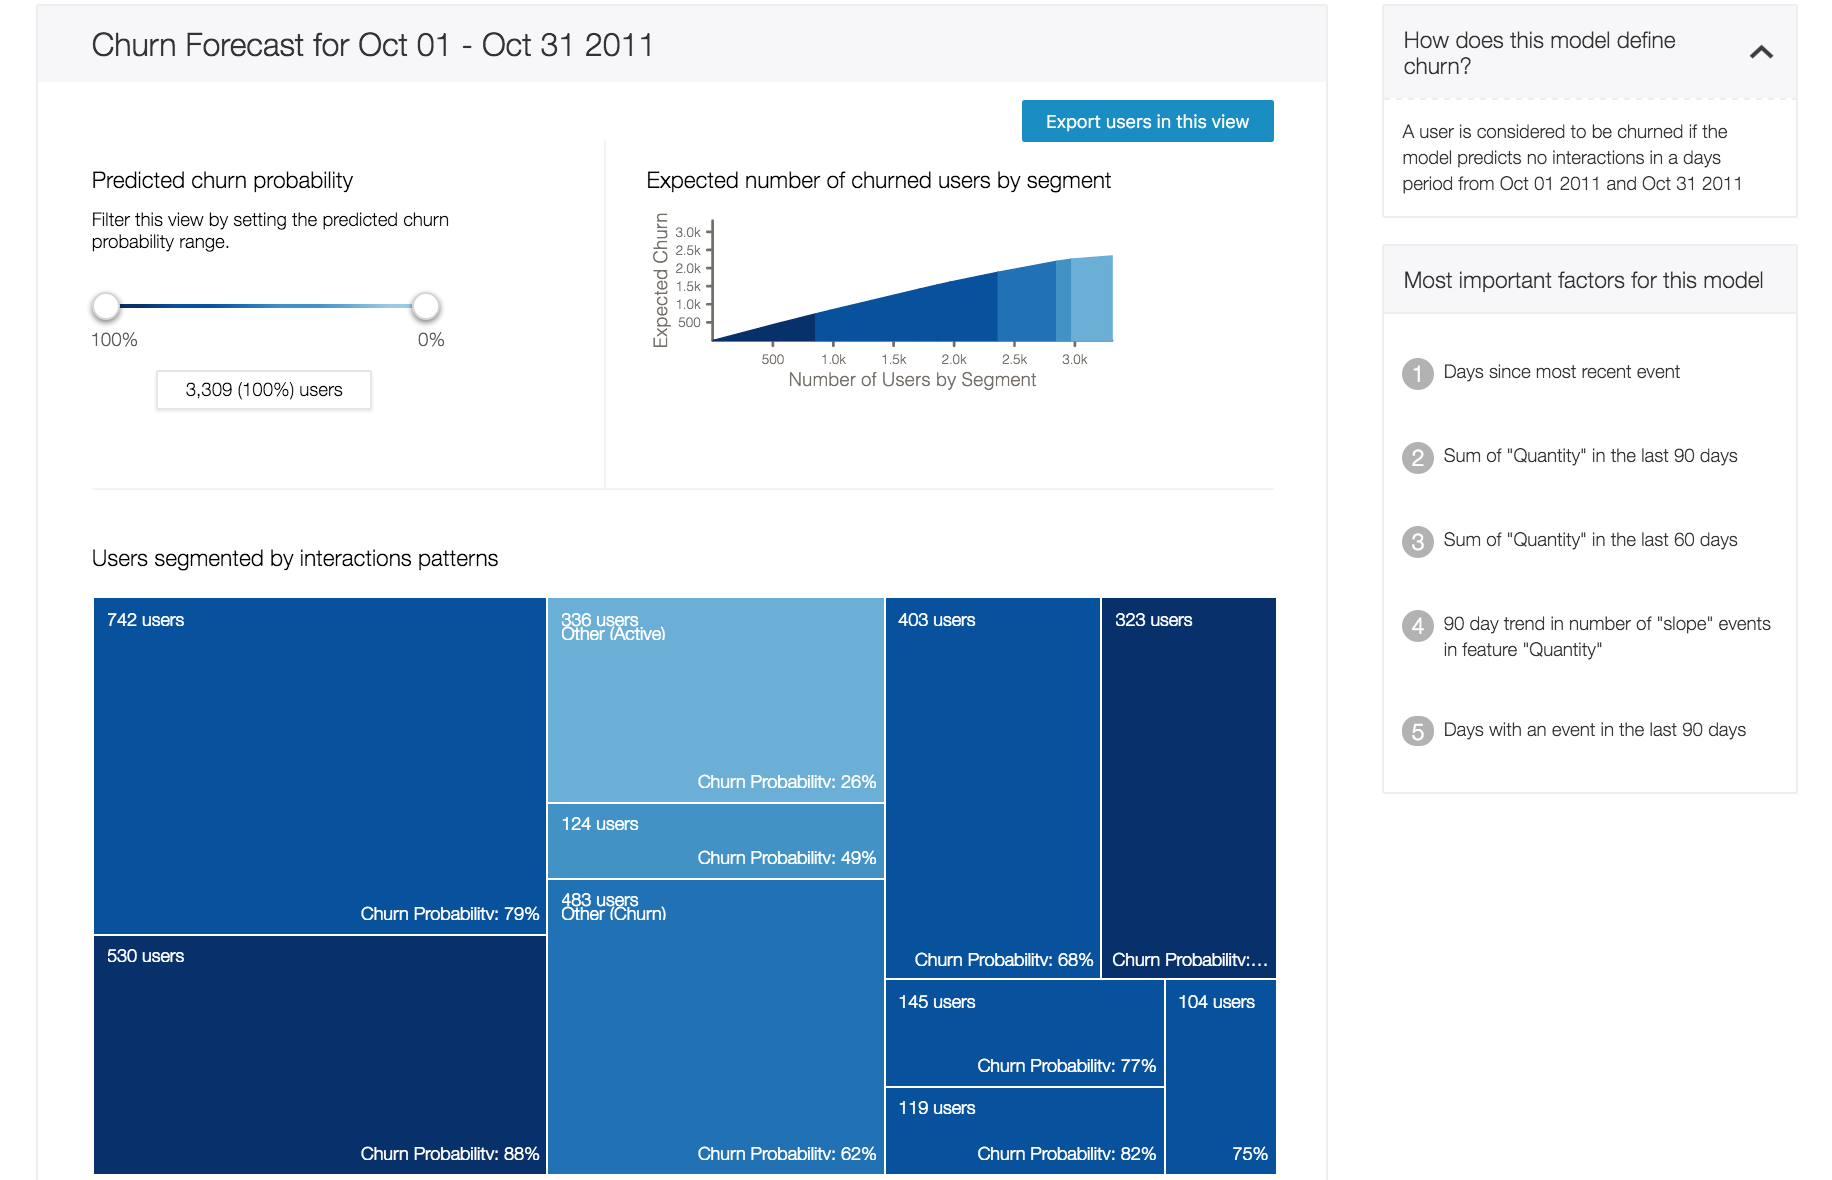 Churn Forecast for Oct 01 - Oct 31 2011
Export users in this view
Predicted churn probability
Filter this view by setting the predicted churn
probability range.
100%
0%
3,309 (100%) users
Expected number of churned users by segment
Expected Churn
3.0k
2.5k
2.0k
1.5k
1.0k
500
500
1.0k
1.5k
2.0k
2.5k
3.0k
Number of Users by Segment
Users segmented by interactions patterns
742 users
Churn Probability: 79%
530 users
Churn Probability: 88%
336 users
Other (Active)
Churn Probability: 26%
124 users
Churn Probability: 49%
483 users
Other (Churn)
Churn Probability: 62%
403 users
Churn Probability: 68%
323 users
Churn Probability:...
145 users
Churn Probability: 77%
119 users
Churn Probability: 82%
104 users
75%
How does this model define
churn?
A user is considered to be churned if the
model predicts no interactions in a days
period from Oct 01 2011 and Oct 31 2011
Most important factors for this model
1 Days since most recent event
2 Sum of "Quantity" in the last 90 days
3 Sum of "Quantity" in the last 60 days
4 90 day trend in number of "slope" events
in feature "Quantity"
5 Days with an event in the last 90 days